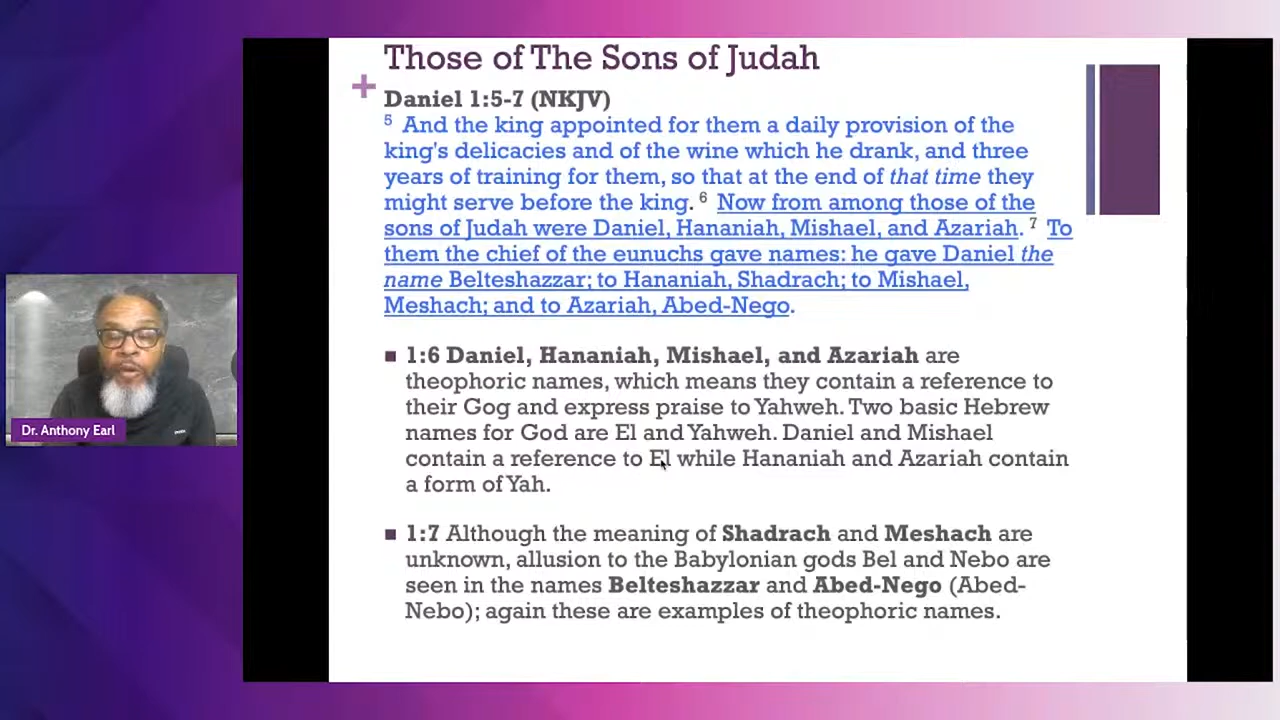 Those of The Sons of Judah
+
Daniel 1:5-7 (NKJV)
5 And the king appointed for them a daily provision of the
king's delicacies and of the wine which he drank, and three
years of training for them, so that at the end of that time they
might serve before the king. 6 Now from among those of the
sons of Judah were Daniel, Hananiah, Mishael, and Azariah. 7 To
them the chief of the eunuchs gave names: he gave Daniel the
name Belteshazzar; to Hananiah, Shadrach; to Mishael,
Meshach; and to Azariah, Abed-Nego.
■ 1:6 Daniel, Hananiah, Mishael, and Azariah are
theophoric names, which means they contain a reference to
their Gog and express praise to Yahweh. Two basic Hebrew
names for God are El and Yahweh. Daniel and Mishael
contain a reference to El while Hananiah and Azariah contain
a form of Yah.
■ 1:7 Although the meaning of Shadrach and Meshach are
unknown, allusion to the Babylonian gods Bel and Nebo are
seen in the names Belteshazzar and Abed-Nego (Abed-
Nebo); again these are examples of theophoric names.
Dr. Anthony Earl